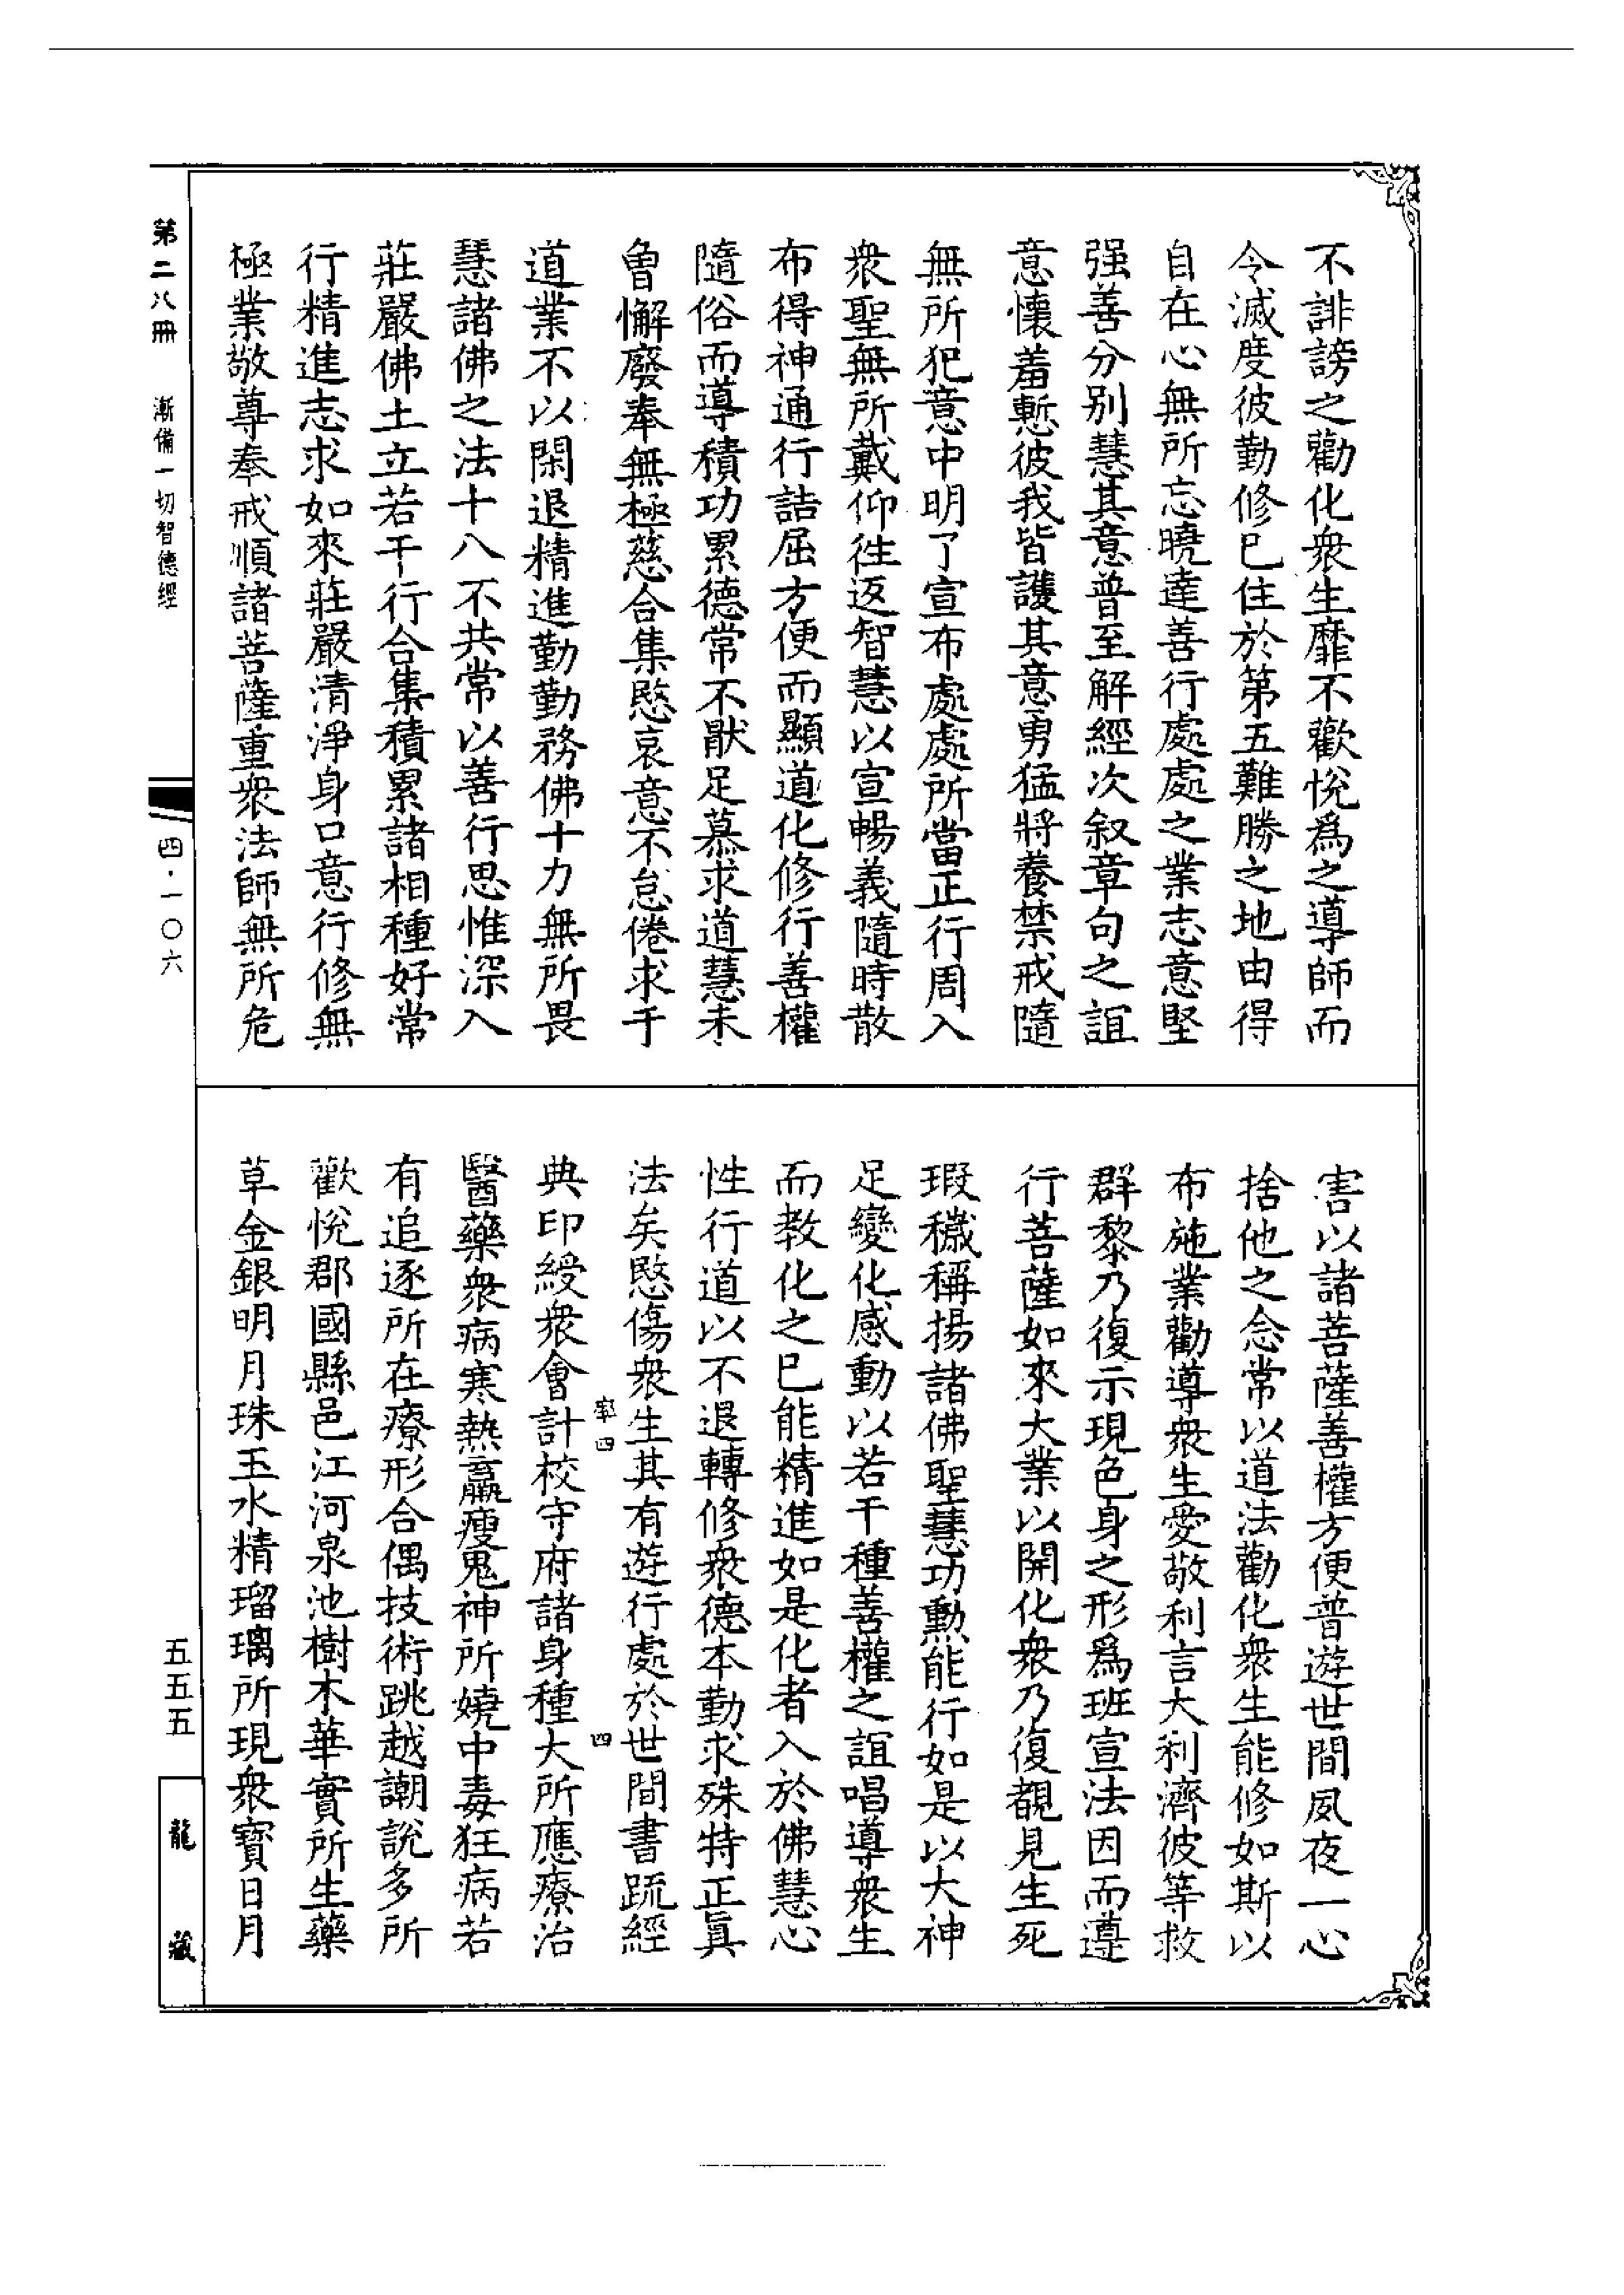 不誹謗之勸化衆生靡不歡悅爲之導師而
令滅度彼勤修已住於第五難勝之地由得
自在心無所忘曉達善行處處之業志意堅
强善分别慧其意普至解經次叙章句之誼
意懷羞慙彼我皆護其意勇猛將養禁戒隨
無所犯意中明了宣布處處所當正行周入
衆聖無所戴仰徃返智慧以宣暢義隨時散
布得神通行詰屈方便而顯道化修行善權
隨俗而導積功累德常不猒足慕求道慧未
曾懈廢奉無極慈合集愍哀意不怠倦求于
道業不以閑退精進勤勤務佛十力無所畏
慧諸佛之法十八不共常以善行思惟深入
莊嚴佛土立若干行合集積累諸相種好常
行精進志求如來莊嚴清淨身口意行修無
極業敬尊奉戒順諸菩薩重衆法師無所危
害以諸菩薩善權方便普遊世間夙夜一心
捨他之念常以道法勸化衆生能修如斯以
布施業勸導衆生愛敬利言大利濟彼等救
群黎乃復示現色身之形爲班宣法因而遵
行菩薩如來大業以開化衆乃復覩見生死
瑕穢稱揚諸佛聖慧功勳能行如是以大神
足變化感動以若干種善權之誼唱導衆生
而教化之已能精進如是化者入於佛慧心
性行道以不退轉修衆德本勤求殊特正眞
法矣愍傷衆生其有遊行處於世間書䟽經
率四
四
典印綬衆會計校守府諸身種大所應療治
醫藥衆病寒熱羸瘦鬼神所嬈中毒狂病若
有追逐所在療形合偶技術跳越謿說多所
歡悅郡國縣邑江河泉池樹木華實所生藥
草金銀明月珠玉水精瑠璃所現衆寶日月
第二八冊
漸備一切智德經
四·一〇六
五五五
龍藏